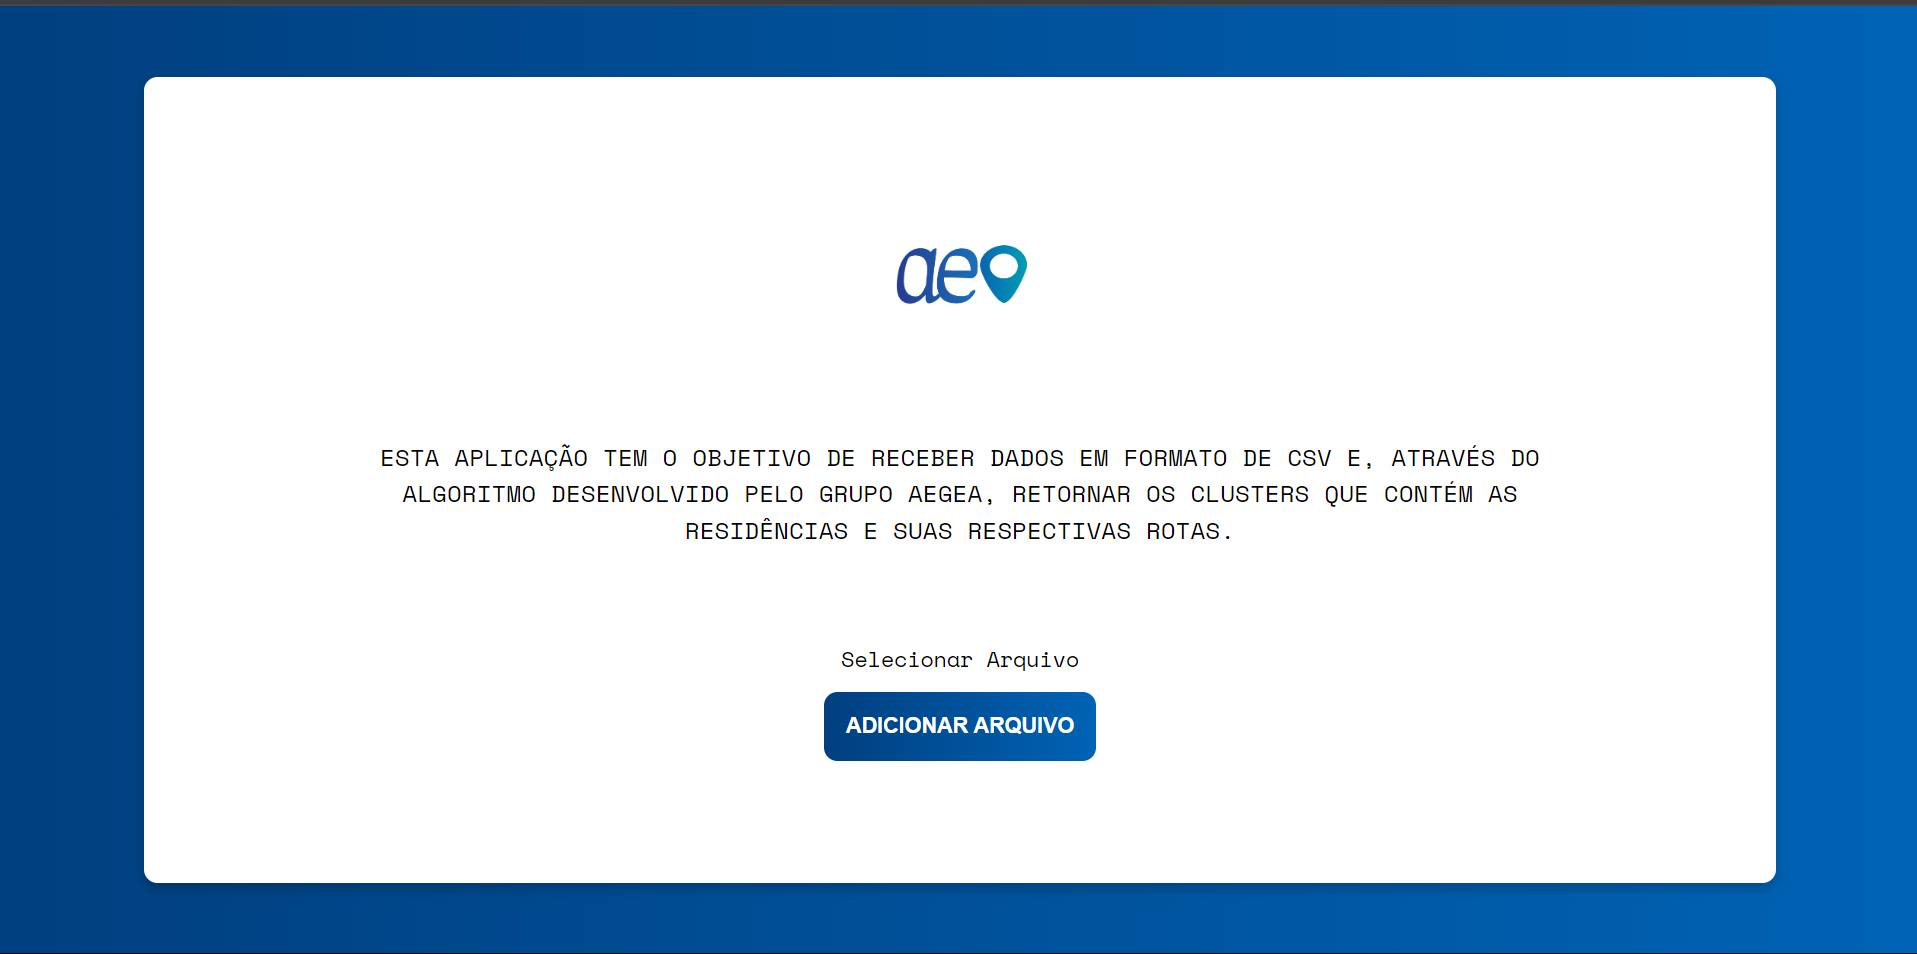 ae
ESTA APLICAÇÃO TEM O OBJETIVO DE RECEBER DADOS EM FORMATO DE CSV E, ATRAVÉS DO
ALGORITMO DESENVOLVIDO PELO GRUPO AEGEA, RETORNAR OS CLUSTERS QUE CONTÉM AS
RESIDÊNCIAS E SUAS RESPECTIVAS ROTAS.
Selecionar Arquivo
ADICIONAR ARQUIVO